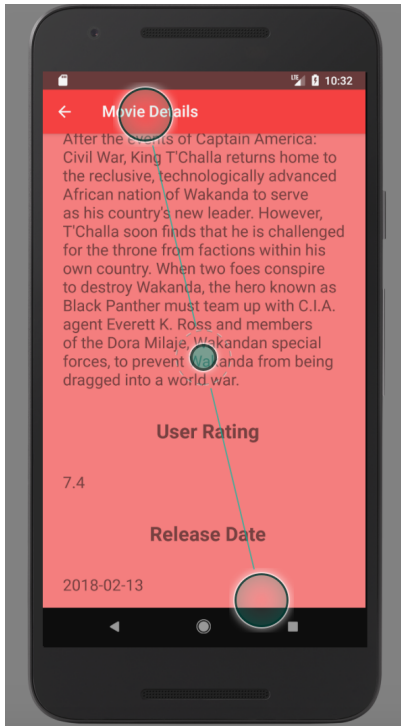 LTE 10:32
Movie Details
After the events of Captain America:
Civil War, King T'Challa returns home to
the reclusive, technologically advanced
African nation of Wakanda to serve
as his country's new leader. However,
T'Challa soon finds that he is challenged
for the throne from factions within his
own country. When two foes conspire
to destroy Wakanda, the hero known as
Black Panther must team up with C.I.A.
agent Everett K. Ross and members
of the Dora Milaje, Wakandan special
forces, to prevent Wakanda from being
dragged into a world war.
User Rating
7.4
Release Date
2018-02-13